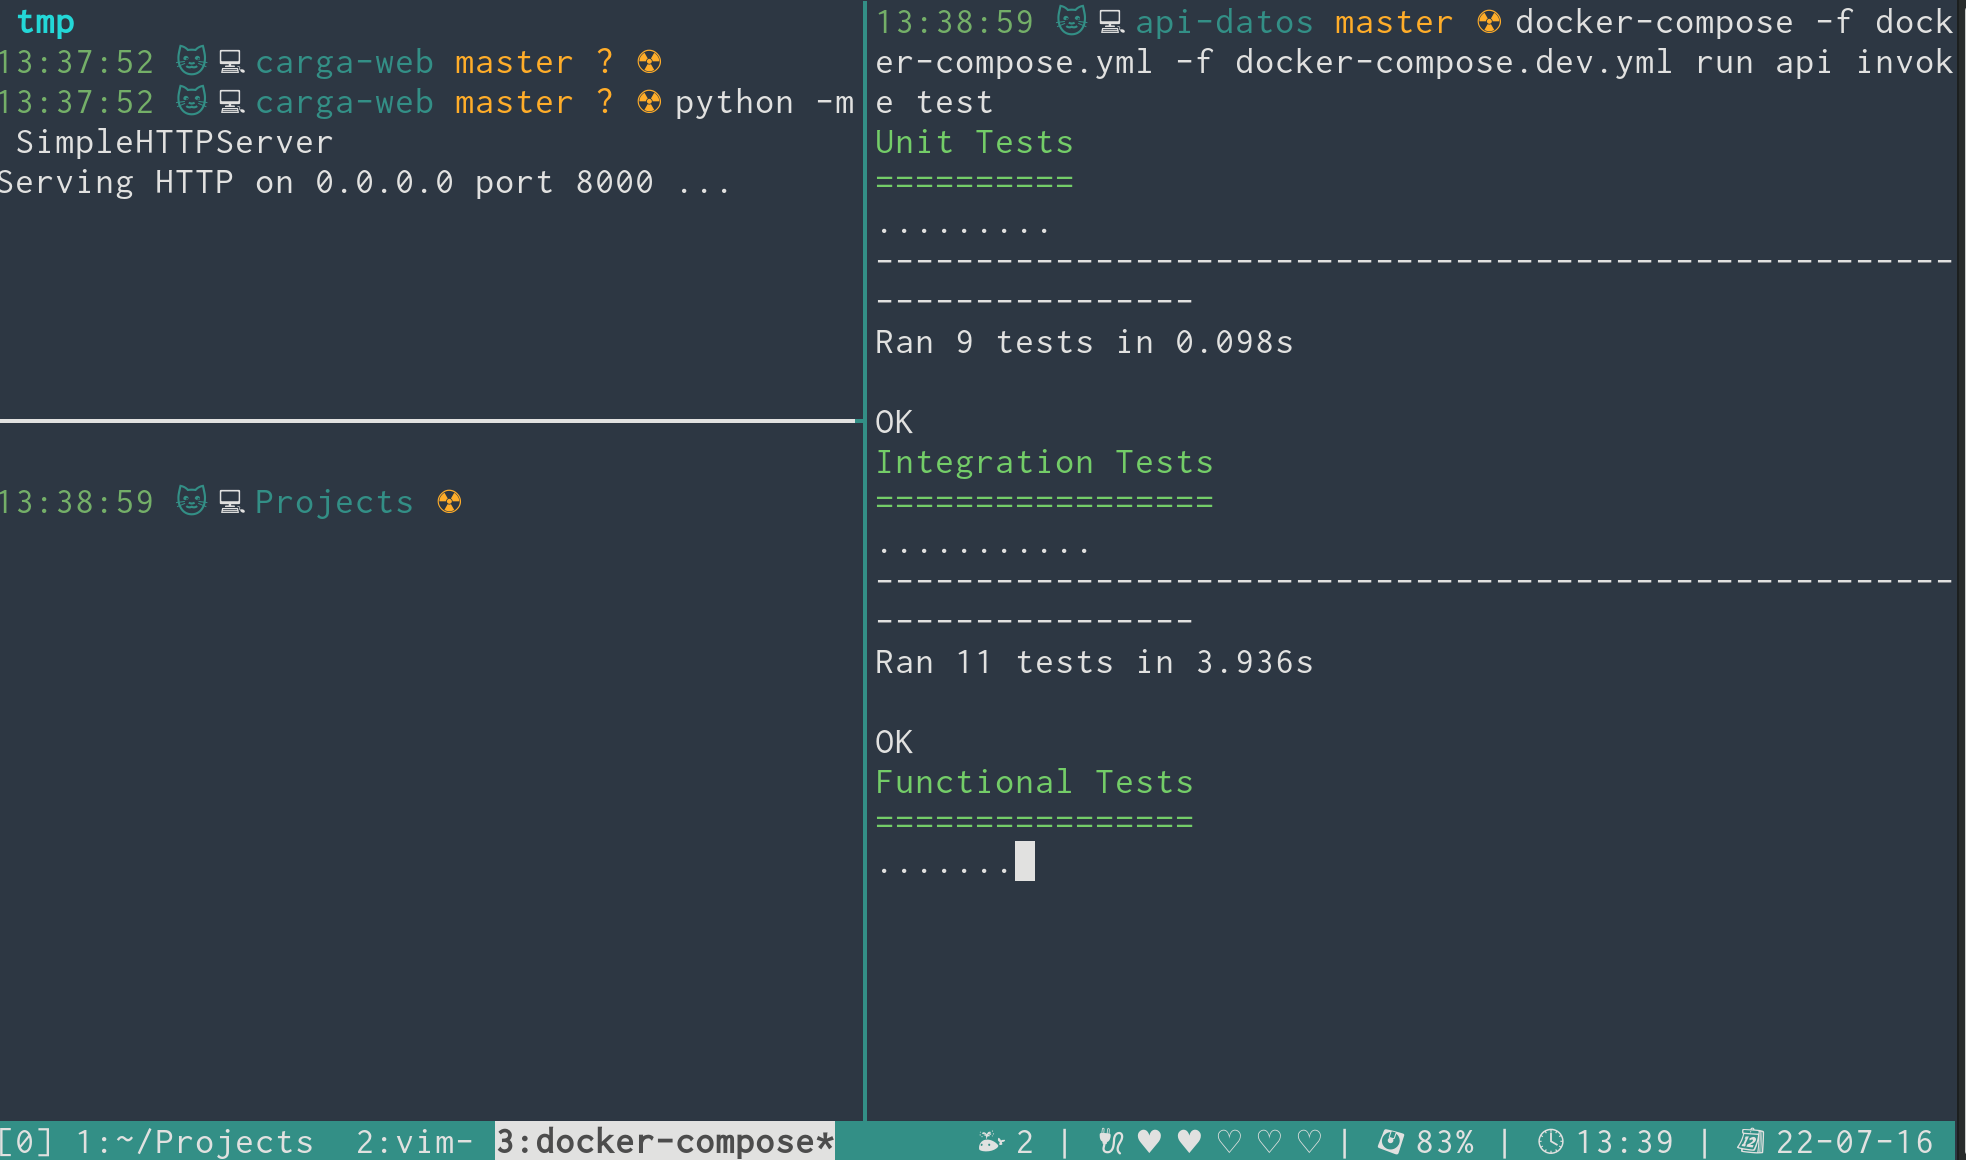 tmp
13:37:52 carga-web master ?
13:37:52 carga-web master ? python -m
SimpleHTTPServer
Serving HTTP on 0.0.0.0 port 8000 ...
13:38:59 Projects
13:38:59 api-datos master docker-compose -f dock
er-compose.yml -f docker-compose.dev.yml run api invok
e test
Unit Tests
==========
.........
------------------------------------------------------
----------------
Ran 9 tests in 0.098s
OK
Integration Tests
=================
...........
------------------------------------------------------
----------------
Ran 11 tests in 3.936s
OK
Functional Tests
================
.......
[0] 1:~/Projects 2:vim- 3:docker-compose* 2 | ♥ ♥ ♡ ♡ ♡ | 83% | 13:39 | 22-07-16